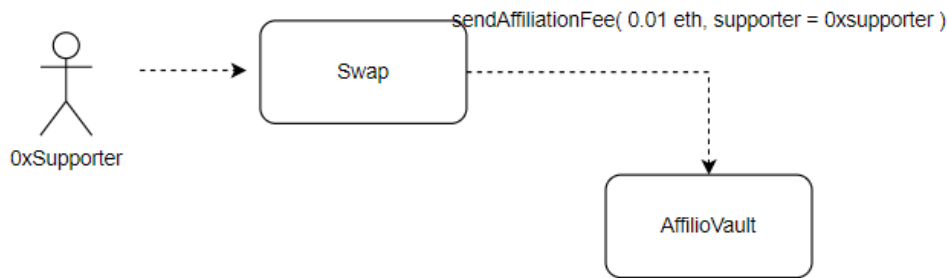 sendAffiliationFee( 0.01 eth, supporter = 0xsupporter )
Swap
0xSupporter
AffilioVault